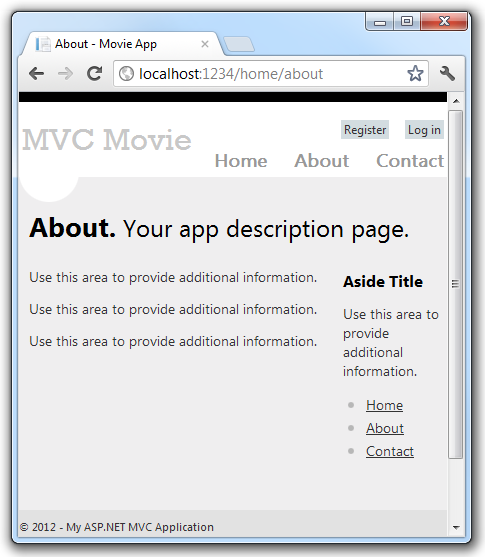 About - Movie App
localhost:1234/home/about
Register Log in
MVC Movie
Home About Contact
About. Your app description page.
Use this area to provide additional information.
Use this area to provide additional information.
Use this area to provide additional information.
Aside Title
Use this area to
provide
additional
information.
Home
About
Contact
© 2012 - My ASP.NET MVC Application